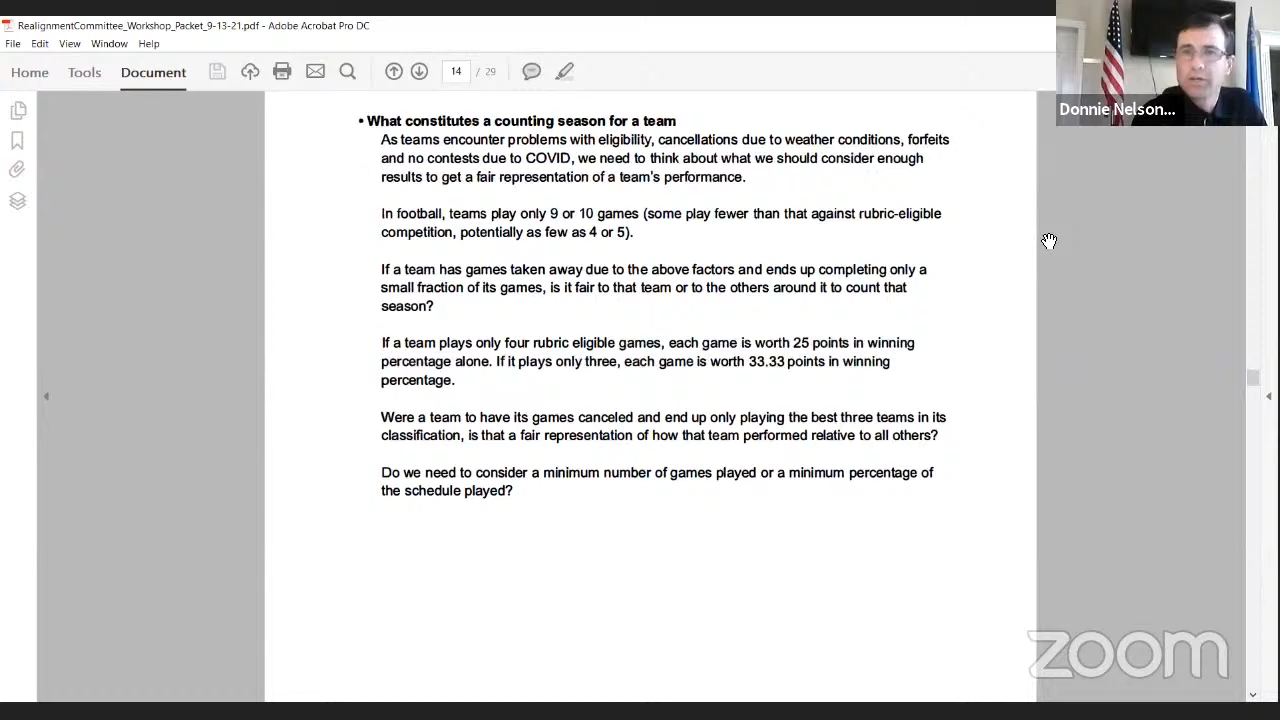 RealignmentCommittee_Workshop_Packet_9-13-21.pdf - Adobe Acrobat Pro DC
File Edit View Window Help
Home Tools Document 14 / 29
Donnie Nelson...
• What constitutes a counting season for a team
As teams encounter problems with eligibility, cancellations due to weather conditions, forfeits
and no contests due to COVID, we need to think about what we should consider enough
results to get a fair representation of a team's performance.
In football, teams play only 9 or 10 games (some play fewer than that against rubric-eligible
competition, potentially as few as 4 or 5).
If a team has games taken away due to the above factors and ends up completing only a
small fraction of its games, is it fair to that team or to the others around it to count that
season?
If a team plays only four rubric eligible games, each game is worth 25 points in winning
percentage alone. If it plays only three, each game is worth 33.33 points in winning
percentage.
Were a team to have its games canceled and end up only playing the best three teams in its
classification, is that a fair representation of how that team performed relative to all others?
Do we need to consider a minimum number of games played or a minimum percentage of
the schedule played?
zoom